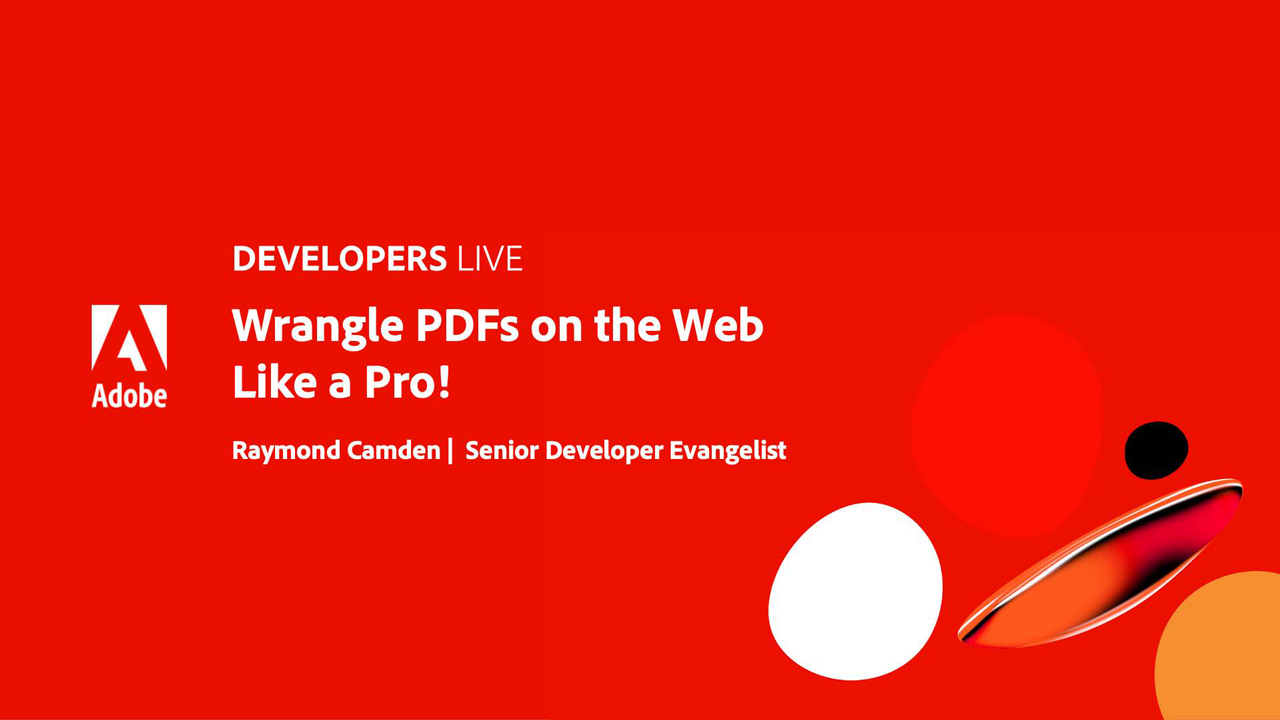 DEVELOPERS LIVE
Wrangle PDFs on the Web
Like a Pro!
Adobe
Raymond Camden | Senior Developer Evangelist